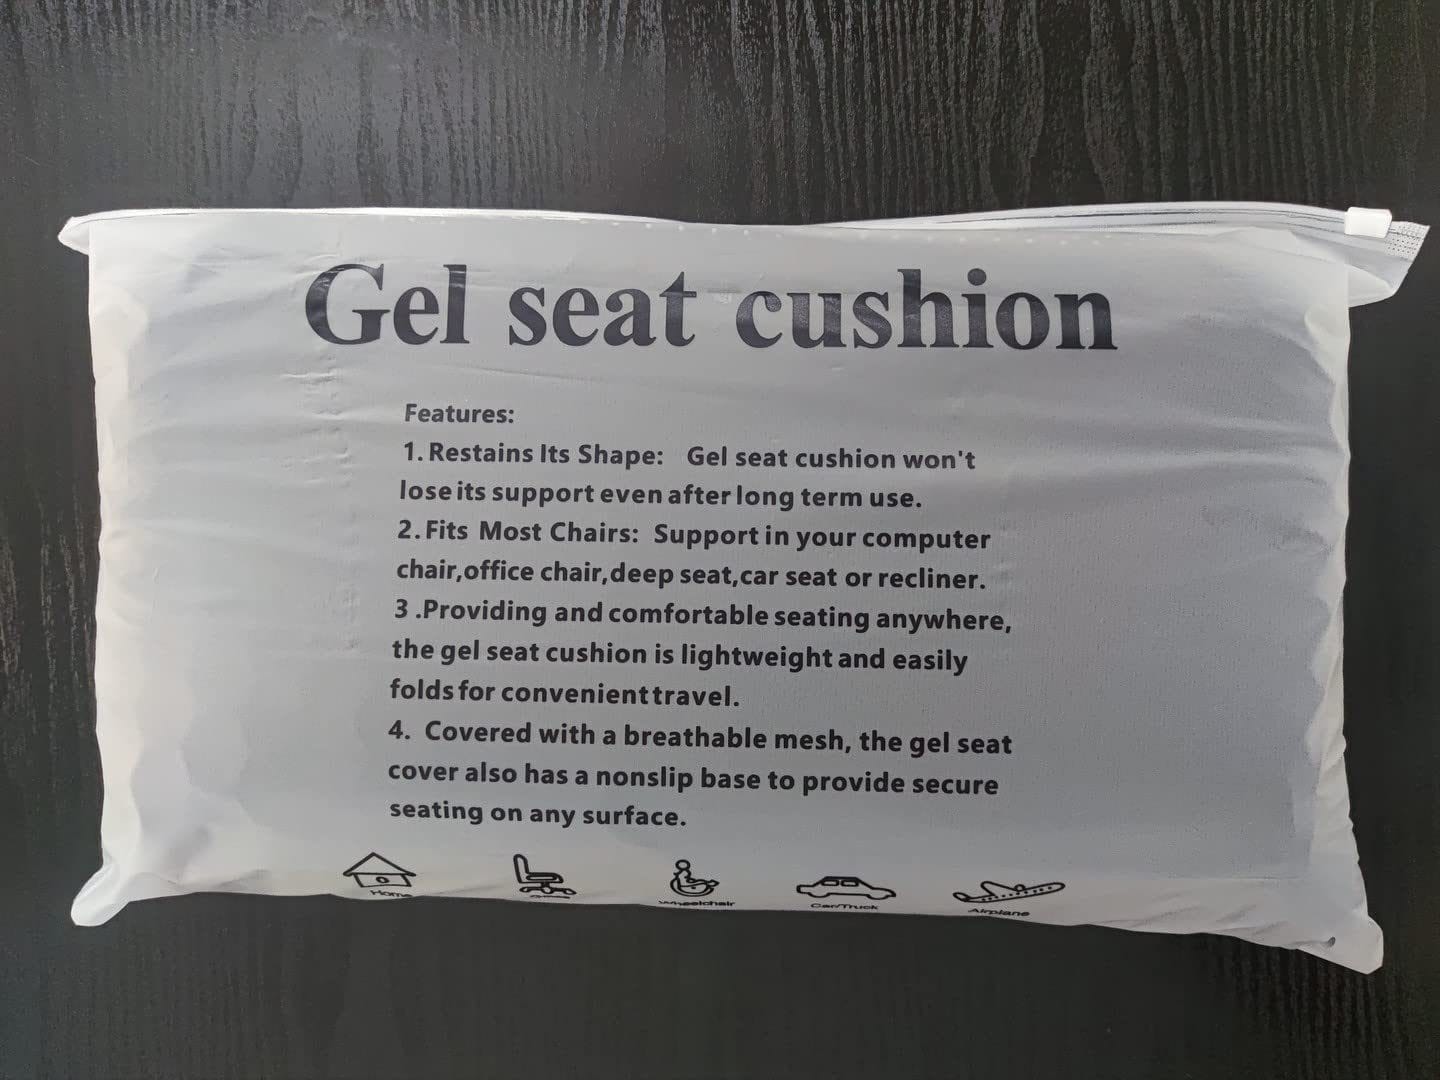 Gel seat cushion
Features:
1. Restains Its Shape: Gel seat cushion won't
lose its support even after long term use.
2. Fits Most Chairs: Support in your computer
chair,office chair,deep seat,car seat or recliner.
3 .Providing and comfortable seating anywhere,
the gel seat cushion is lightweight and easily
folds for convenient travel.
4. Covered with a breathable mesh, the gel seat
cover also has a nonslip base to provide secure
seating on any surface.
Home Wheelchair Car/Truck Airplane